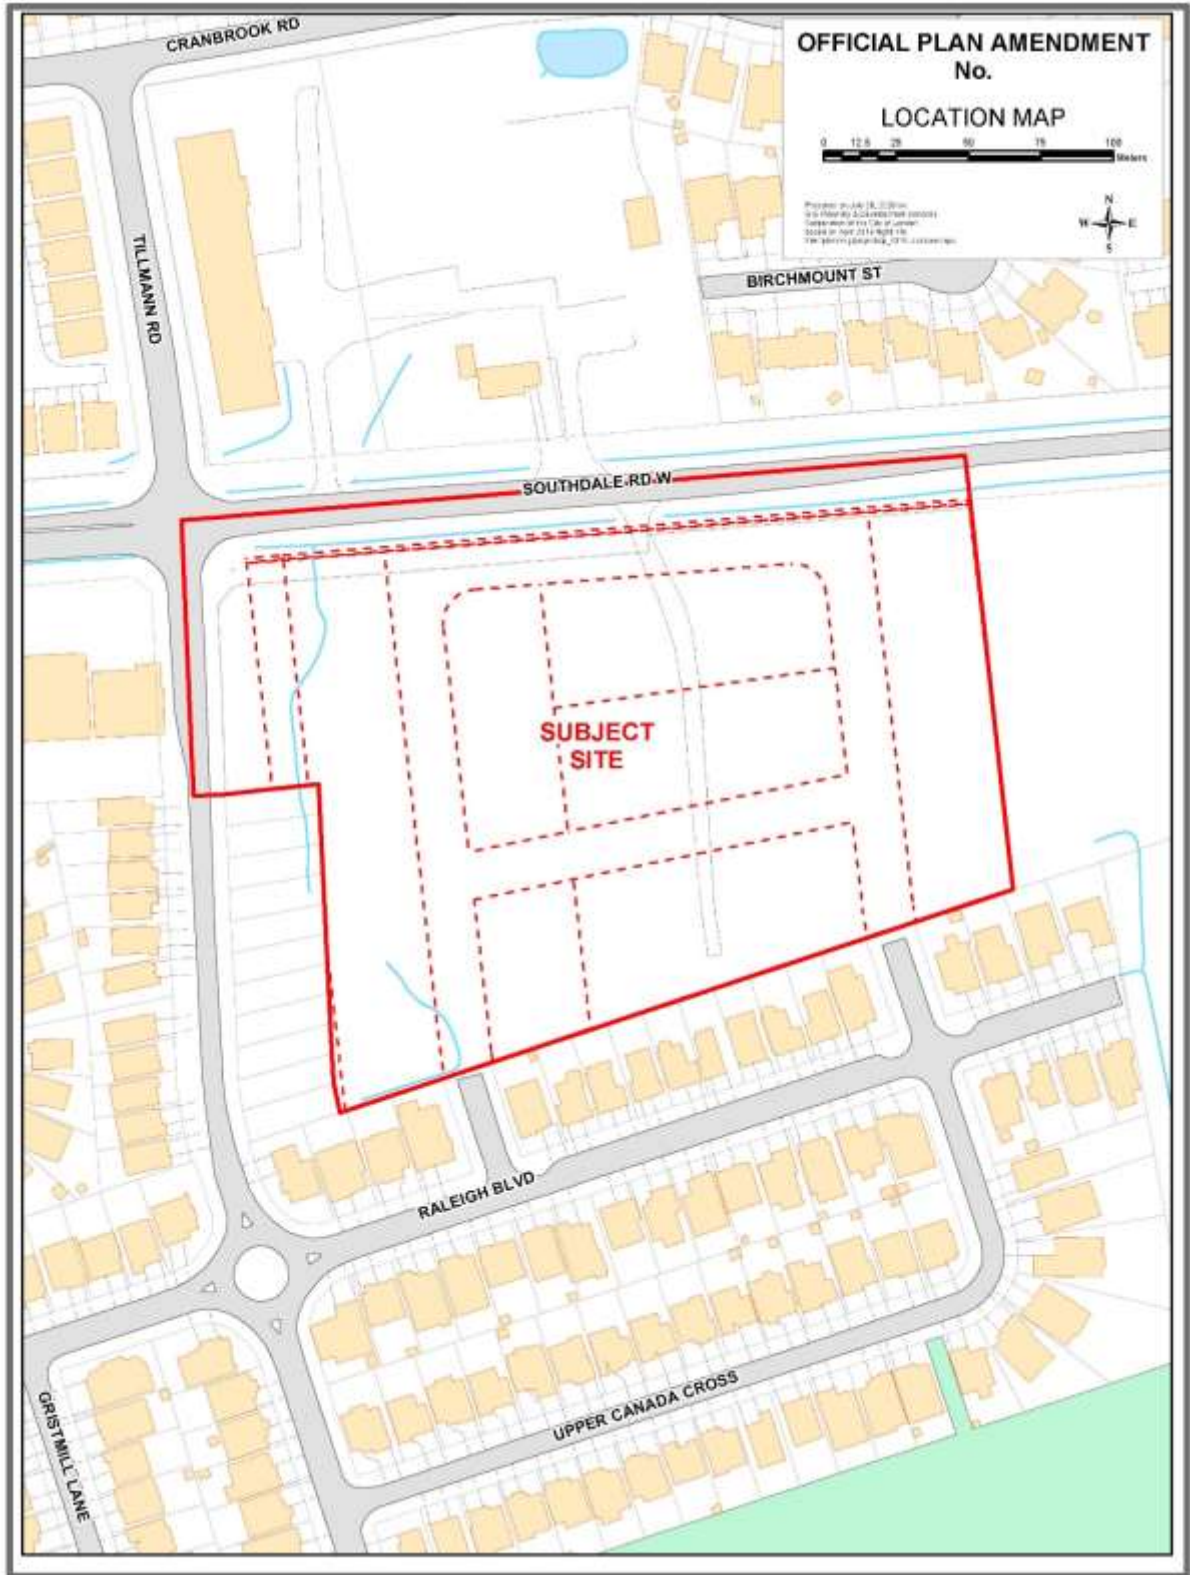 OFFICIAL PLAN AMENDMENT
No.
LOCATION MAP
0 12.5 25 50 75 100
Meters
N
W E
S
CRANBROOK RD
TILLMANN RD
BIRCHMOUNT ST
SOUTHDALE RD W
SUBJECT
SITE
RALEIGH BLVD
UPPER CANADA CROSS
GRISTMILL LANE